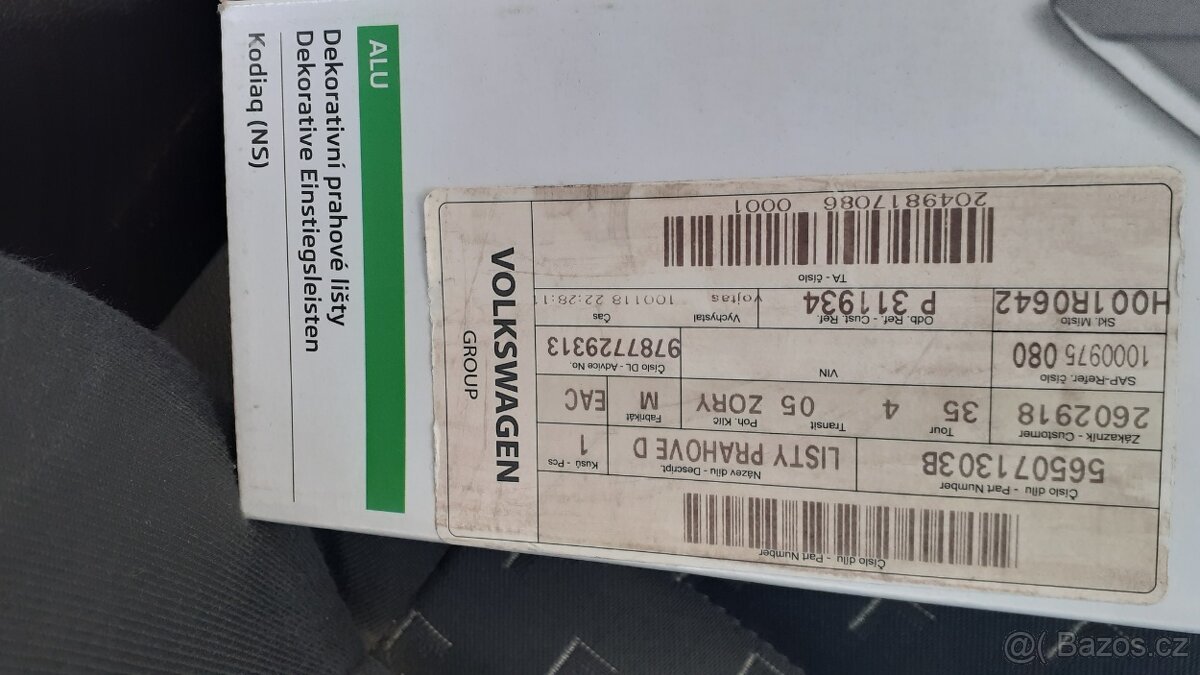 ALU
Dekorativní prahové lišty
Dekorative Einstiegsleisten
Kodiaq (NS)
VOLKSWAGEN
GROUP
Číslo dílu - Part Number
Číslo dílu - Part Number
565071303B
Název dílu - Descript.
LISTY PRAHOVE D
Kusů - Pcs
1
Zákazník - Customer
2602918
Tour
35
4
Transit
05
Poh. Klíč
ZORY
Fabrikát
M
EAC
SAP-Refer. číslo
1000975 080
VIN
Číslo DL - Advice No
9787729313
Skl. Místo
H001R0642
Odb. Ref. - Cust. Ref.
P 311934
Vychystal
vojtas
Čas
100118 22:28:11
TA - číslo
2049817086 0001
@( Bazoš.cz